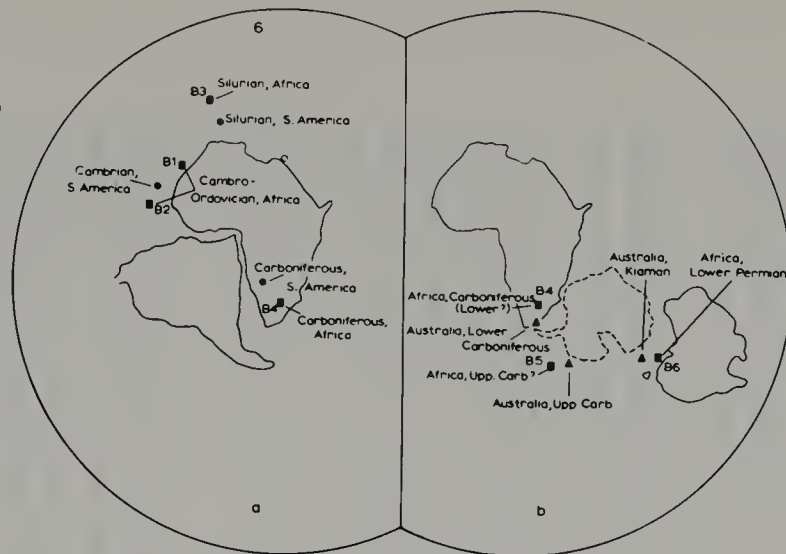 6
B3
Silurian, Africa
Silurian, S. America
B1
Cambrian,
S America
Cambro-
Ordovician, Africa
B2
Carboniferous,
S. America
B4
Carboniferous,
Africa
a
Australia,
Kiaman
Africa,
Lower Permian
B4
Africa, Carboniferous
(Lower ?)
Australia, Lower
Carboniferous
B5
Africa, Upp. Carb ?
B6
Australia, Upp Carb
b